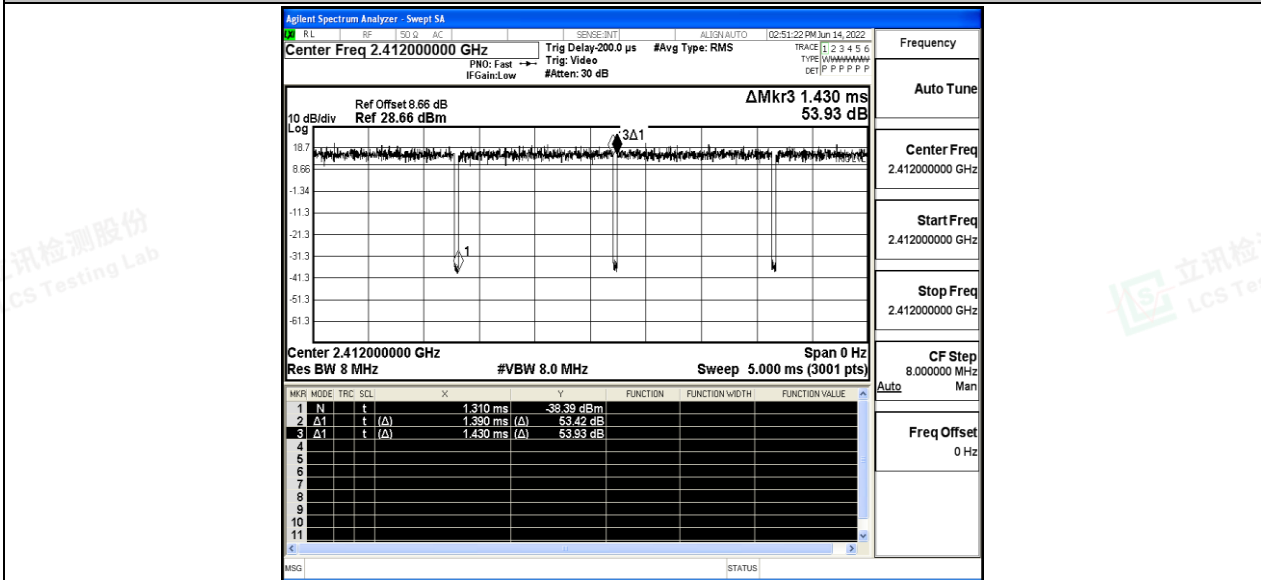 Agilent Spectrum Analyzer - Swept SA
RL RF 50 Ω AC SENSE:INT ALIGN AUTO 02:51:22 PM Jun 14, 2022
Center Freq 2.412000000 GHz
PNO: Fast
IFGain:Low
Trig Delay-200.0 µs
Trig: Video
#Atten: 30 dB
#Avg Type: RMS
TRACE 1 2 3 4 5 6
TYPE
DET P P P P P P
Frequency
Auto Tune
Center Freq
2.412000000 GHz
Start Freq
2.412000000 GHz
Stop Freq
2.412000000 GHz
CF Step
8.000000 MHz
Auto Man
Freq Offset
0 Hz
ΔMkr3 1.430 ms
53.93 dB
Ref Offset 8.66 dB
10 dB/div Ref 28.66 dBm
Log
3Δ1
18.7
8.66
-1.34
-11.3
-21.3
-31.3
1
-41.3
-51.3
-61.3
Center 2.412000000 GHz Span 0 Hz
Res BW 8 MHz #VBW 8.0 MHz Sweep 5.000 ms (3001 pts)
MKR MODE TRC SCL X Y FUNCTION FUNCTION WIDTH FUNCTION VALUE
1 N t 1.310 ms -38.39 dBm
2 Δ1 t (Δ) 1.390 ms (Δ) 53.42 dB
3 Δ1 t (Δ) 1.430 ms (Δ) 53.93 dB
4
5
6
7
8
9
10
11
MSG STATUS
讯检测股份
LCS Testing Lab
立讯检
LCS Tes